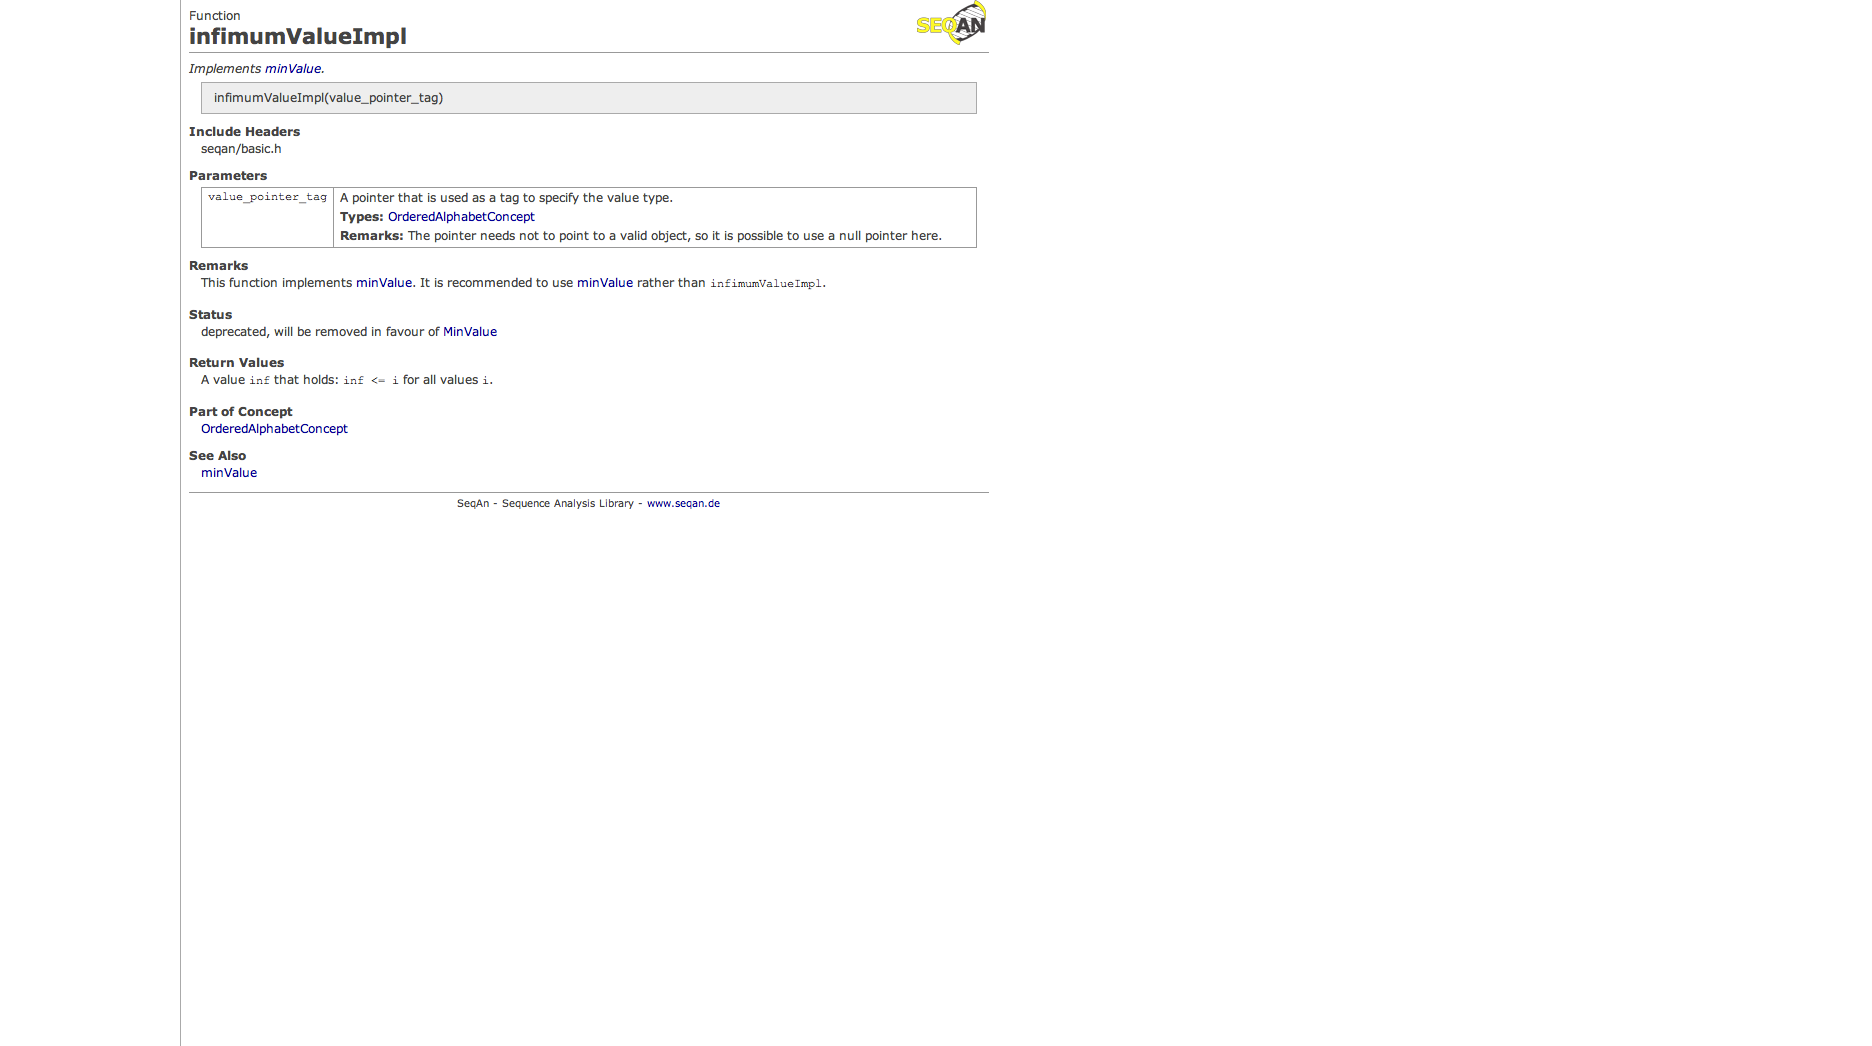 Function
SEQAN
infimumValueImpl
Implements minValue.
infimumValueImpl(value_pointer_tag)
Include Headers
seqan/basic.h
Parameters
value_pointer_tag A pointer that is used as a tag to specify the value type.
Types: OrderedAlphabetConcept
Remarks: The pointer needs not to point to a valid object, so it is possible to use a null pointer here.
Remarks
This function implements minValue. It is recommended to use minValue rather than infimumValueImpl.
Status
deprecated, will be removed in favour of MinValue
Return Values
A value inf that holds: inf <= i for all values i.
Part of Concept
OrderedAlphabetConcept
See Also
minValue
SeqAn - Sequence Analysis Library - www.seqan.de